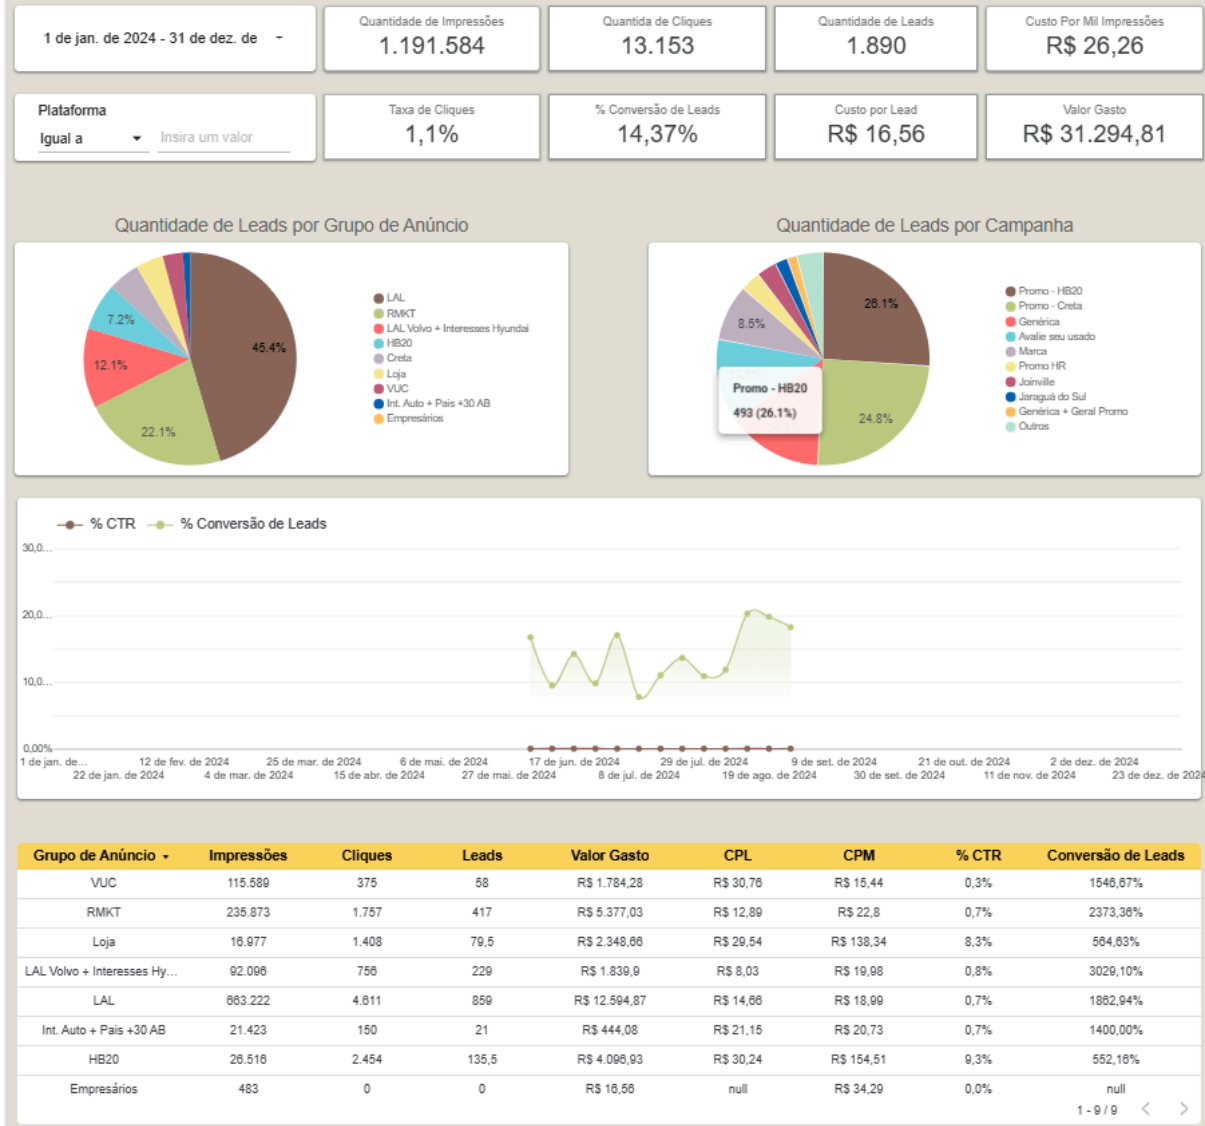 1 de jan. de 2024 - 31 de dez. de
Quantidade de Impressões
1.191.584
Quantida de Cliques
13.153
Quantidade de Leads
1.890
Custo Por Mil Impressões
R$ 26,26
Plataforma
Igual a
Insira um valor
Taxa de Cliques
1,1%
% Conversão de Leads
14,37%
Custo por Lead
R$ 16,56
Valor Gasto
R$ 31.294,81
Quantidade de Leads por Grupo de Anúncio
45.4%
22.1%
12.1%
7.2%
LAL
RMKT
LAL Volvo + Interesses Hyundai
HB20
Creta
Loja
VUC
Int. Auto + Pais +30 AB
Empresários
Quantidade de Leads por Campanha
26.1%
24.8%
8.5%
Promo - HB20
493 (26.1%)
Promo - HB20
Promo - Creta
Genérica
Avalie seu usado
Marca
Promo HR
Joinville
Jaraguá do Sul
Genérica + Geral Promo
Outros
% CTR
% Conversão de Leads
30,0...
20,0...
10,0...
0,00%
1 de jan. de...
12 de fev. de 2024
25 de mar. de 2024
6 de mai. de 2024
17 de jun. de 2024
29 de jul. de 2024
9 de set. de 2024
21 de out. de 2024
2 de dez. de 2024
22 de jan. de 2024
4 de mar. de 2024
15 de abr. de 2024
27 de mai. de 2024
8 de jul. de 2024
19 de ago. de 2024
30 de set. de 2024
11 de nov. de 2024
23 de dez. de 2024
Grupo de Anúncio Impressões Cliques Leads Valor Gasto CPL CPM % CTR Conversão de Leads
VUC 115.589 375 58 R$ 1.784,28 R$ 30,76 R$ 15,44 0,3% 1546,67%
RMKT 235.873 1.757 417 R$ 5.377,03 R$ 12,89 R$ 22,8 0,7% 2373,36%
Loja 16.977 1.408 79,5 R$ 2.348,66 R$ 29,54 R$ 138,34 8,3% 564,63%
LAL Volvo + Interesses Hy... 92.096 756 229 R$ 1.839,9 R$ 8,03 R$ 19,98 0,8% 3029,10%
LAL 663.222 4.611 859 R$ 12.594,87 R$ 14,66 R$ 18,99 0,7% 1862,94%
Int. Auto + Pais +30 AB 21.423 150 21 R$ 444,08 R$ 21,15 R$ 20,73 0,7% 1400,00%
HB20 26.516 2.454 135,5 R$ 4.096,93 R$ 30,24 R$ 154,51 9,3% 552,16%
Empresários 483 0 0 R$ 16,56 null R$ 34,29 0,0% null
1 - 9 / 9